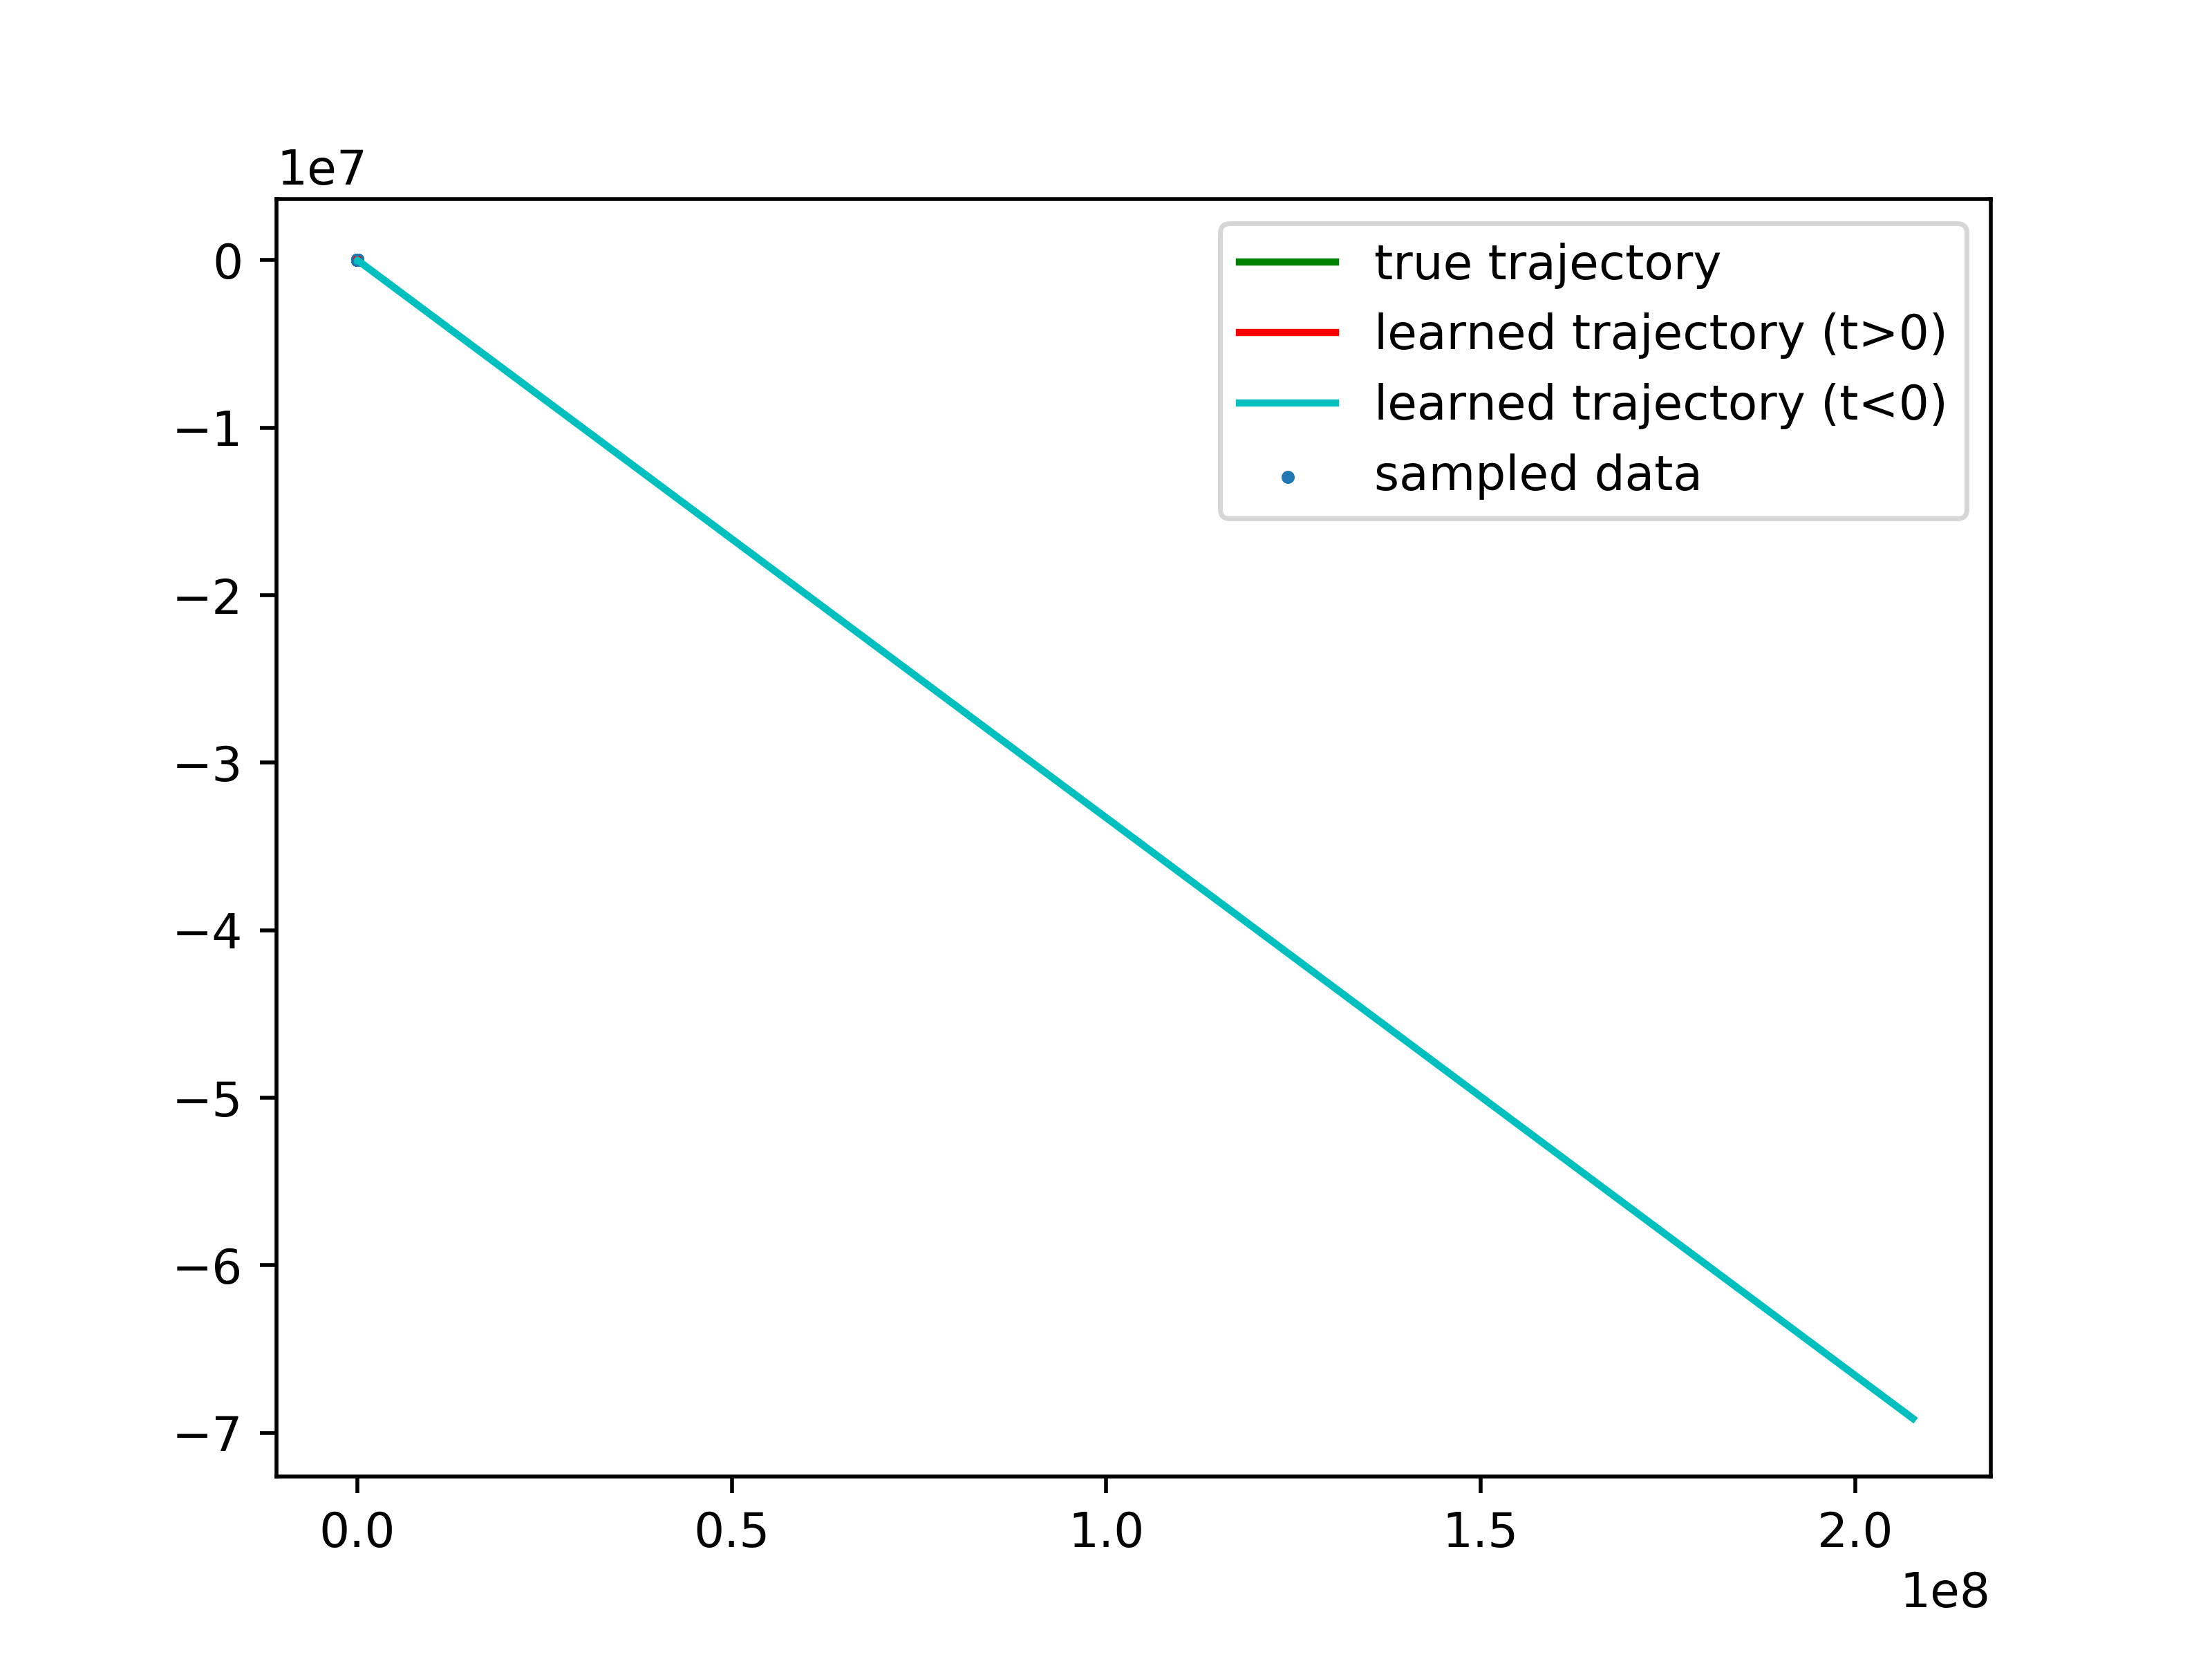 1e7
true trajectory
learned trajectory (t>0)
learned trajectory (t<0)
sampled data
0
−1
−2
−3
−4
−5
−6
−7
0.0 0.5 1.0 1.5 2.0
1e8